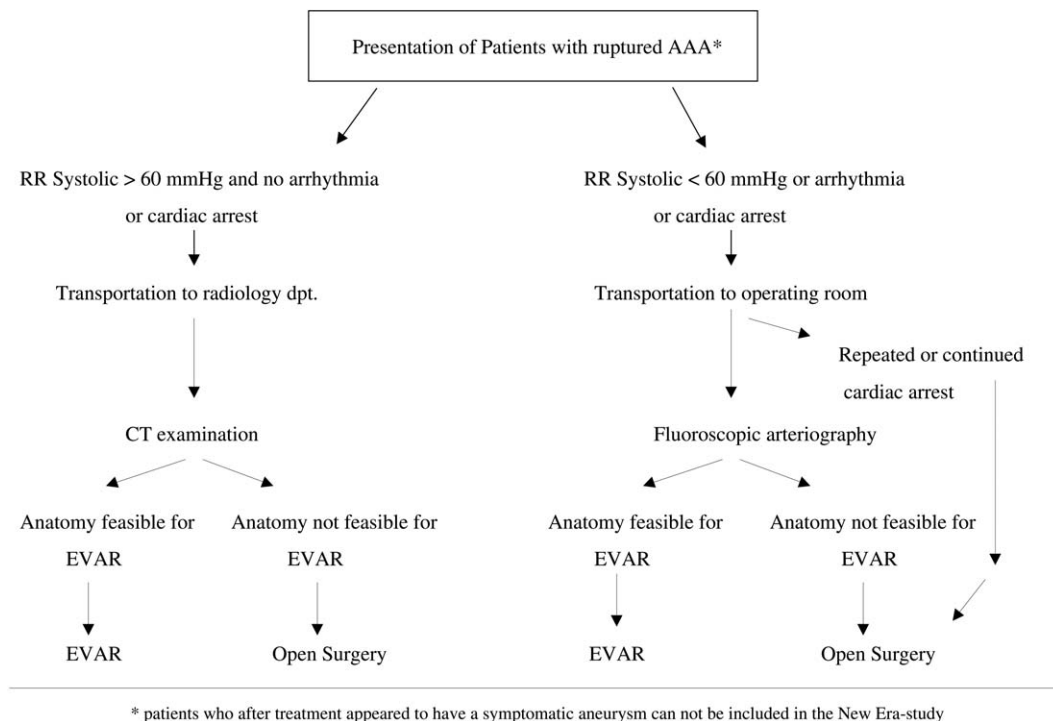 Presentation of Patients with ruptured AAA*
RR Systolic > 60 mmHg and no arrhythmia
or cardiac arrest
RR Systolic < 60 mmHg or arrhythmia
or cardiac arrest
Transportation to radiology dpt.
Transportation to operating room
Repeated or continued
cardiac arrest
CT examination
Fluoroscopic arteriography
Anatomy feasible for
EVAR
Anatomy not feasible for
EVAR
Anatomy feasible for
EVAR
Anatomy not feasible for
EVAR
EVAR
Open Surgery
EVAR
Open Surgery
* patients who after treatment appeared to have a symptomatic aneurysm can not be included in the New Era-study